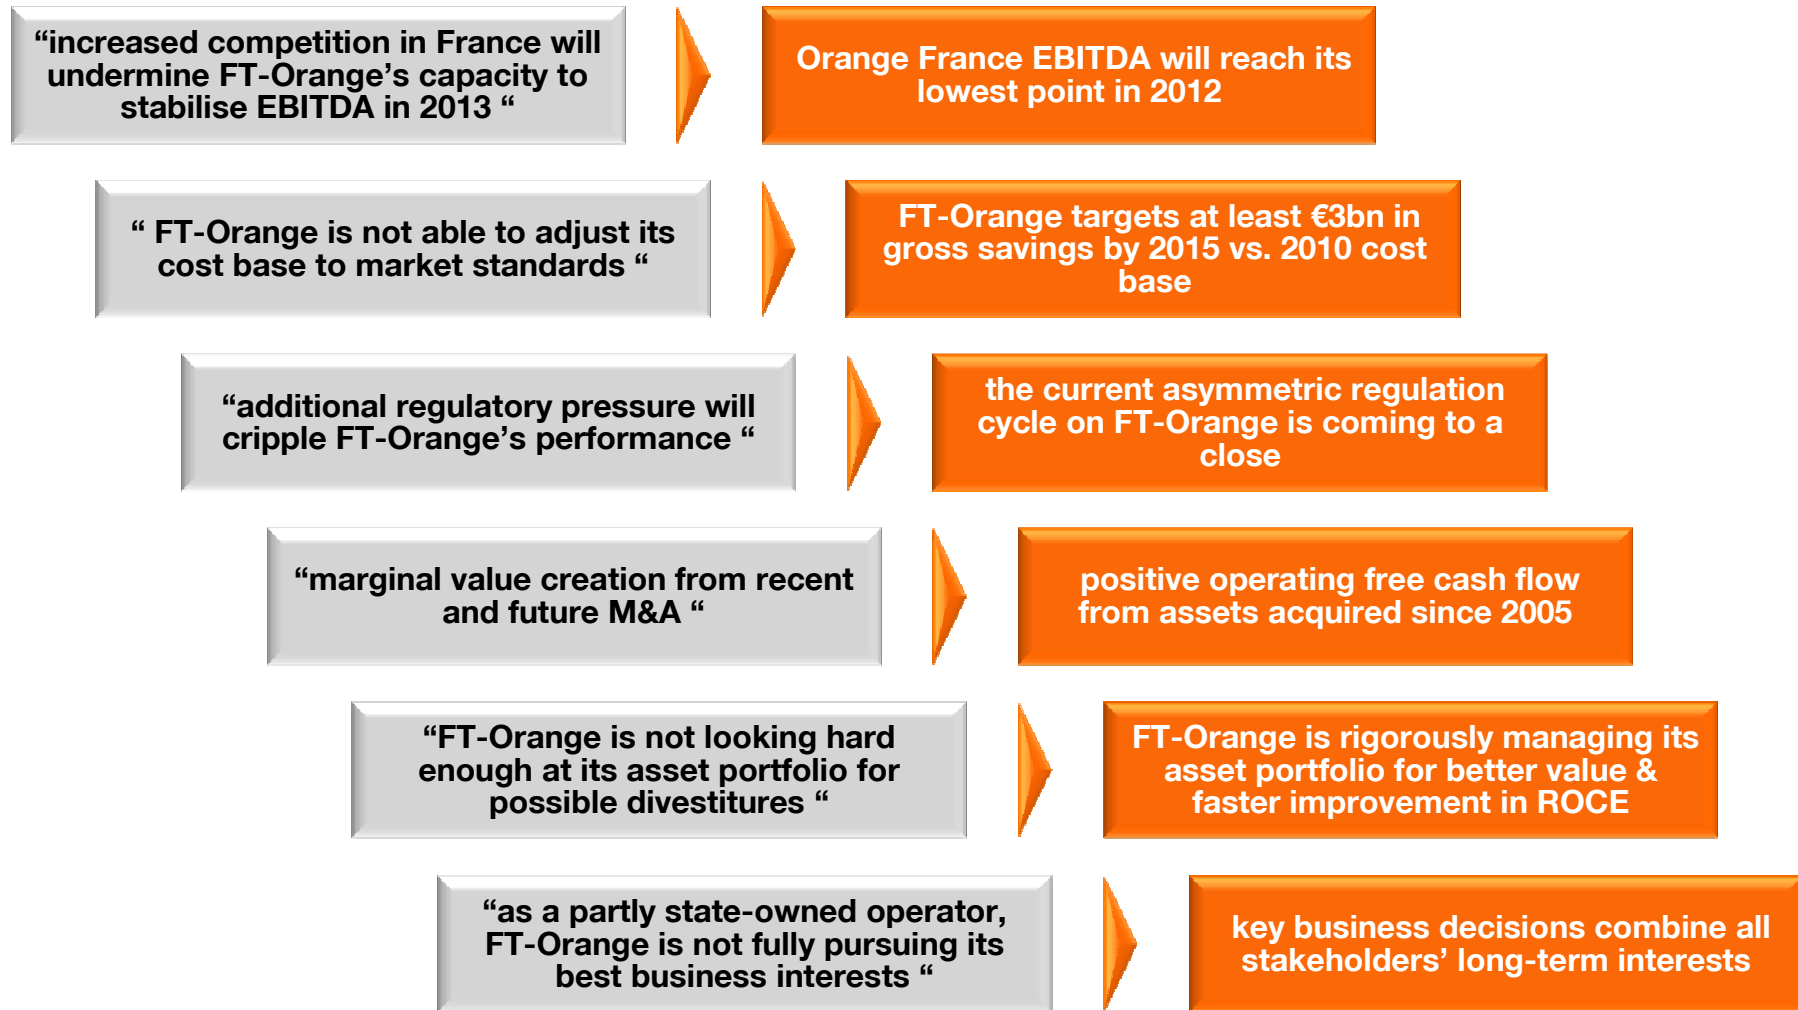 “increased competition in France will
undermine FT-Orange’s capacity to
stabilise EBITDA in 2013 “
Orange France EBITDA will reach its
lowest point in 2012
“ FT-Orange is not able to adjust its
cost base to market standards “
FT-Orange targets at least €3bn in
gross savings by 2015 vs. 2010 cost
base
“additional regulatory pressure will
cripple FT-Orange’s performance “
the current asymmetric regulation
cycle on FT-Orange is coming to a
close
“marginal value creation from recent
and future M&A “
positive operating free cash flow
from assets acquired since 2005
“FT-Orange is not looking hard
enough at its asset portfolio for
possible divestitures “
FT-Orange is rigorously managing its
asset portfolio for better value &
faster improvement in ROCE
“as a partly state-owned operator,
FT-Orange is not fully pursuing its
best business interests “
key business decisions combine all
stakeholders’ long-term interests